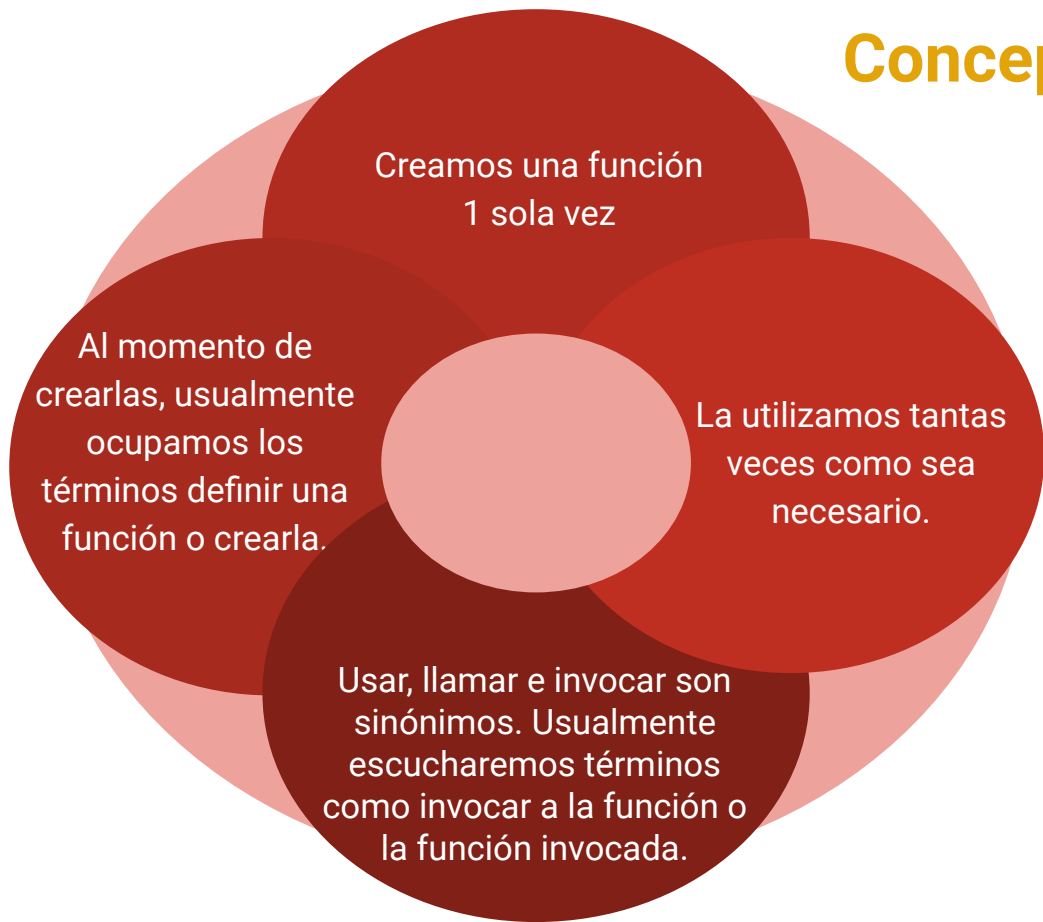 Concep
Creamos una función
1 sola vez
La utilizamos tantas
veces como sea
necesario.
Usar, llamar e invocar son
sinónimos. Usualmente
escucharemos términos
como invocar a la función o
la función invocada.
Al momento de
crearlas, usualmente
ocupamos los
términos definir una
función o crearla.